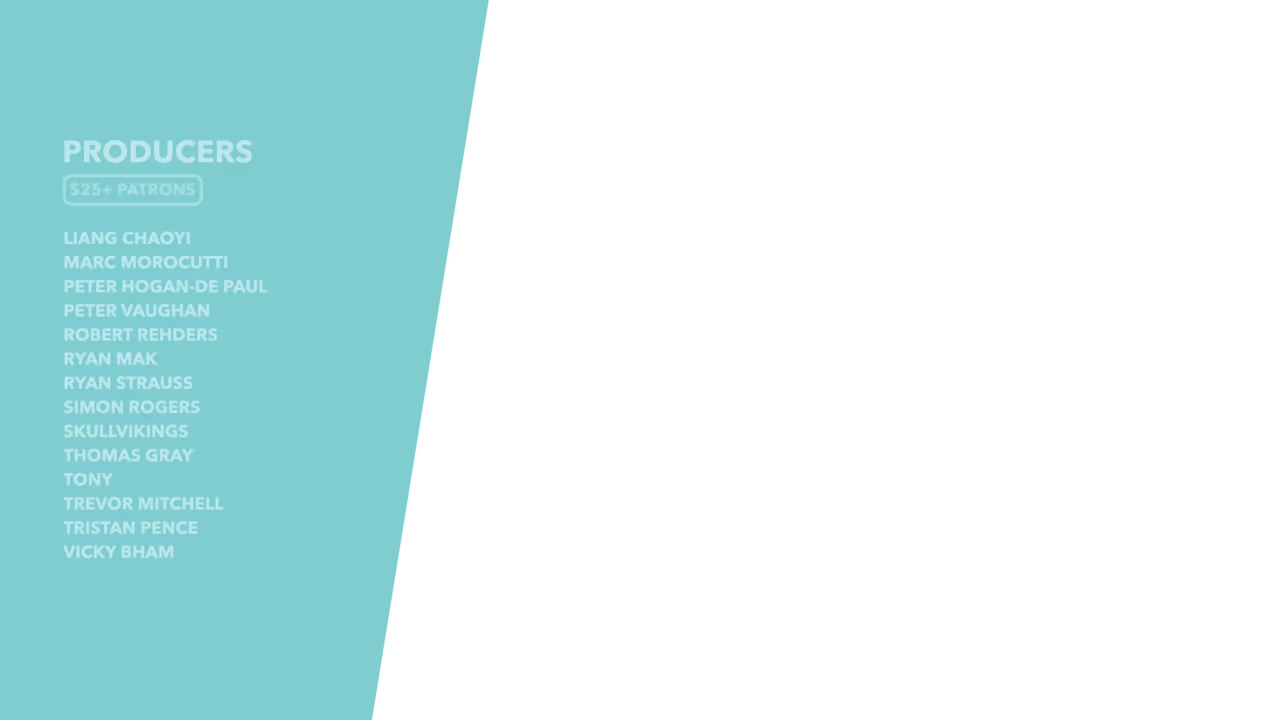 PRODUCERS
$25+ PATRONS
LIANG CHAOYI
MARC MOROCUTTI
PETER HOGAN-DE PAUL
PETER VAUGHAN
ROBERT REHDERS
RYAN MAK
RYAN STRAUSS
SIMON ROGERS
SKULLVIKINGS
THOMAS GRAY
TONY
TREVOR MITCHELL
TRISTAN PENCE
VICKY BHAM